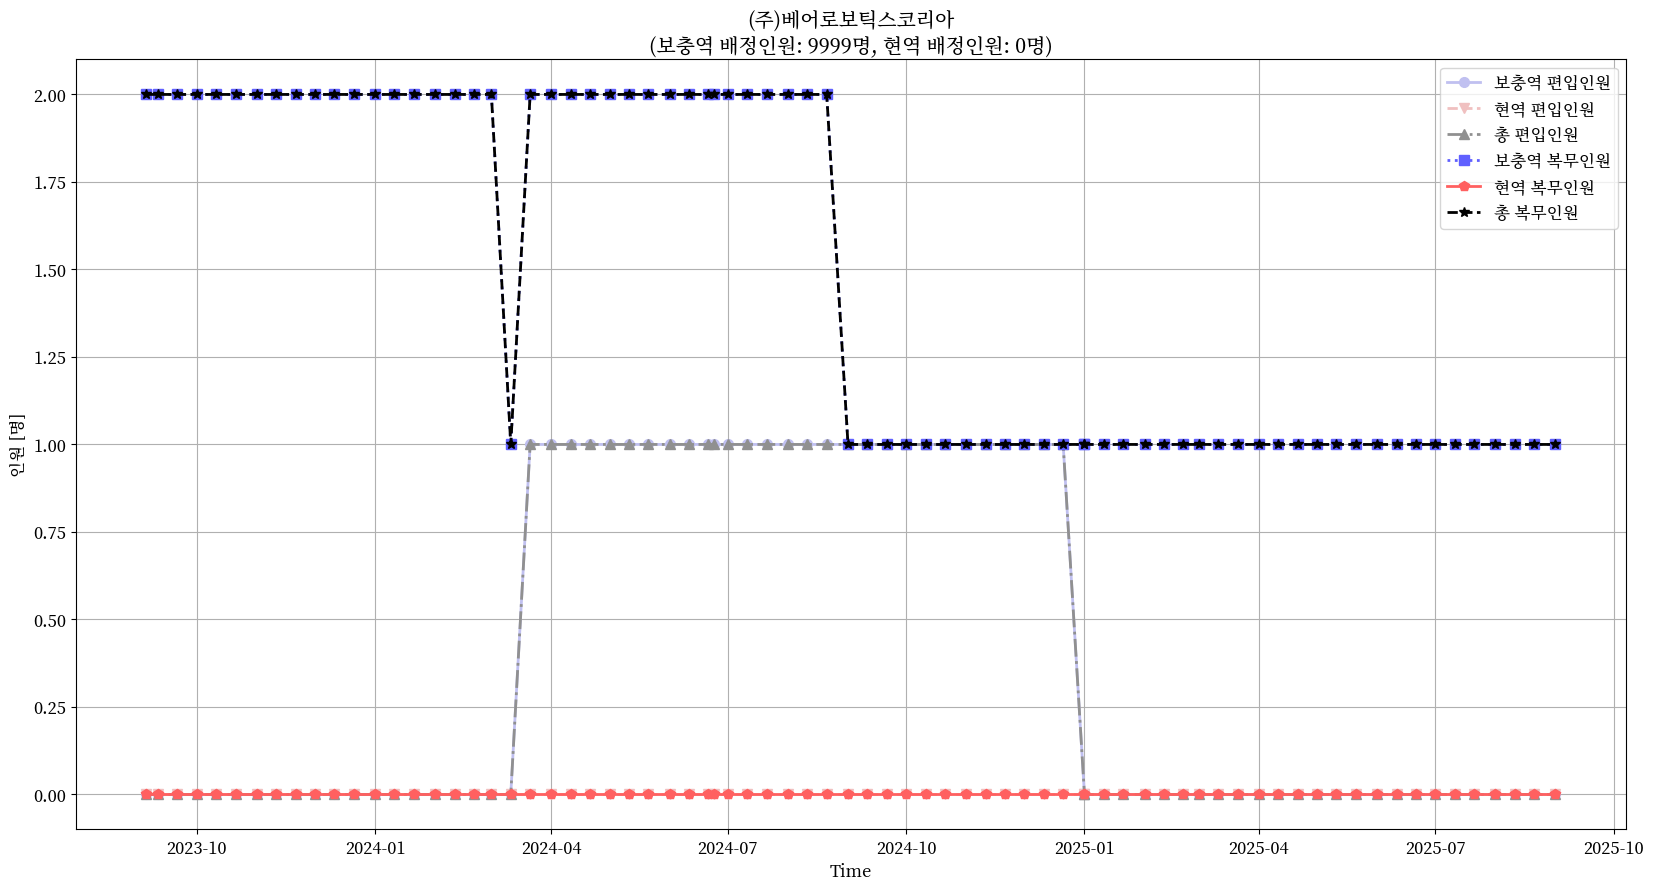 (주)베어로보틱스코리아
(보충역 배정인원: 9999명, 현역 배정인원: 0명)
보충역 편입인원
현역 편입인원
총 편입인원
보충역 복무인원
현역 복무인원
총 복무인원
인원 [명]
2.00
1.75
1.50
1.25
1.00
0.75
0.50
0.25
0.00
2023-10 2024-01 2024-04 2024-07 2024-10 2025-01 2025-04 2025-07 2025-10
Time